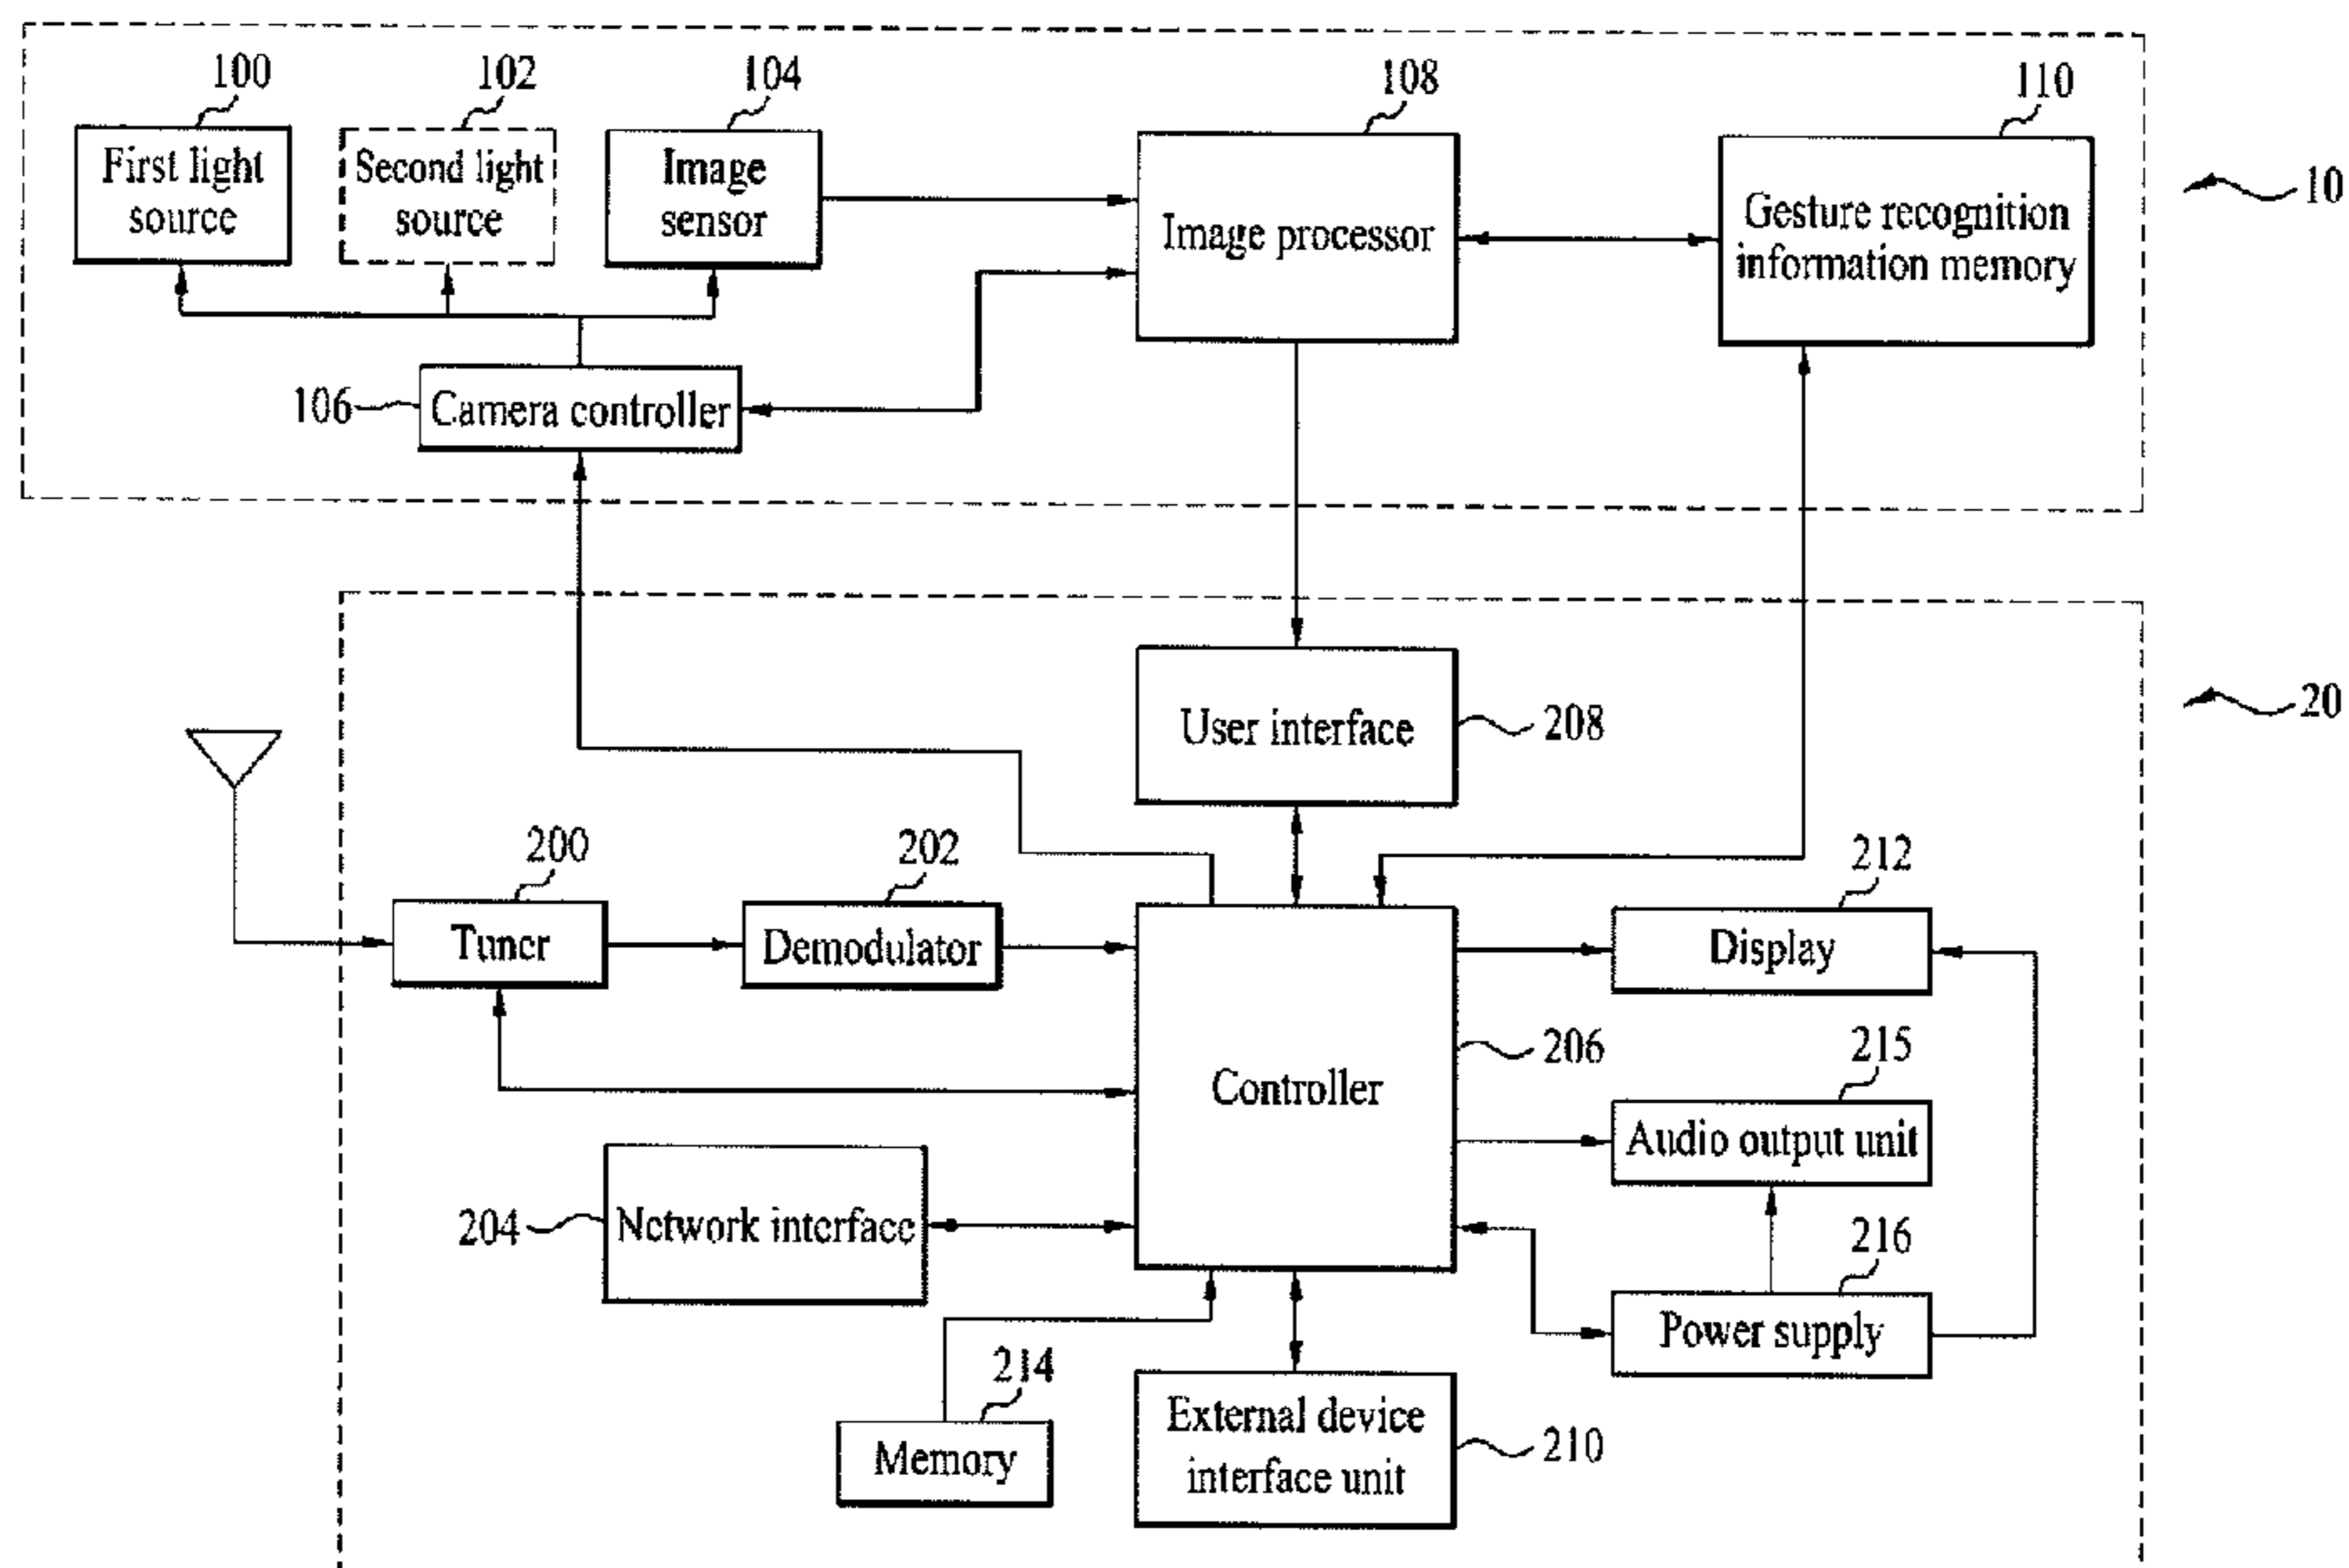 100
102
104
108
110
First light
source
Second light
source
Image
sensor
Image processor
Gesture recognition
information memory
10
106
Camera controller
User interface
208
20
200
202
212
Tuner
Demodulator
Display
206
215
Controller
Audio output unit
204
Network interface
216
Power supply
214
Memory
External device
interface unit
210